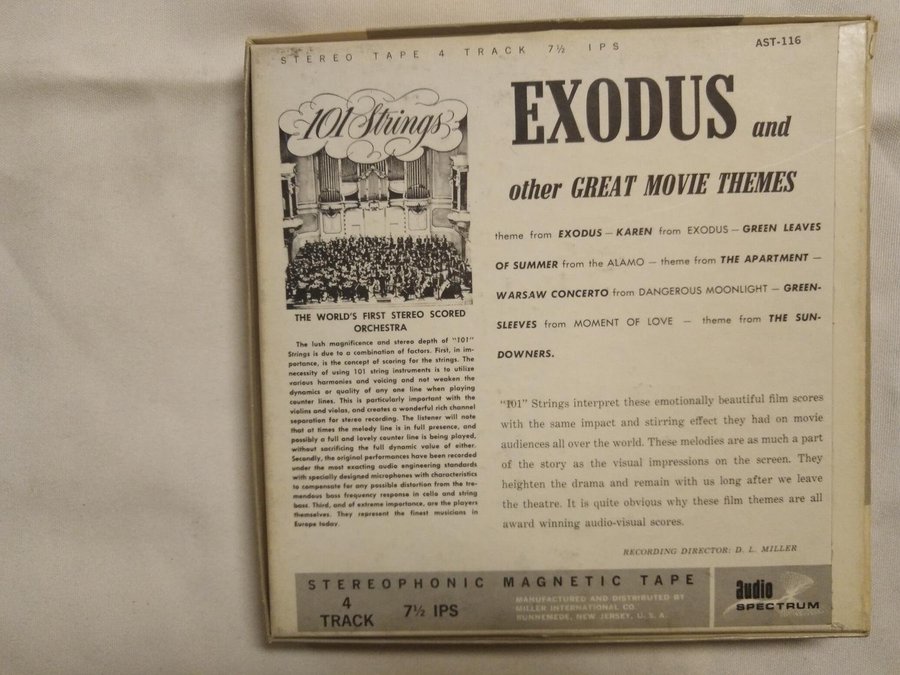 STEREO TAPE 4 TRACK 7½ IPS
AST-116
101 Strings
THE WORLD'S FIRST STEREO SCORED
ORCHESTRA
The lush magnificence and stereo depth of "101"
Strings is due to a combination of factors. First, in im-
portance, is the concept of scoring for the strings. The
necessity of using 101 string instruments is to utilize
various harmonies and voicing and not weaken the
dynamics or quality of any one line when playing
counter lines. This is particularly important with the
violins and violas, and creates a wonderful rich channel
separation for stereo recording. The listener will note
that at times the melody line is in full presence, and
possibly a full and lovely counter line is being played,
without sacrificing the full dynamic value of either.
Secondly, the original performances have been recorded
under the most exacting audio engineering standards
with specially designed microphones with characteristics
to compensate for any possible distortion from the tre-
mendous bass frequency response in cello and string
bass. Third, and of extreme importance, are the players
themselves. They represent the finest musicians in
Europe today.
EXODUS and
other GREAT MOVIE THEMES
theme from EXODUS — KAREN from EXODUS — GREEN LEAVES
OF SUMMER from the ALAMO — theme from THE APARTMENT —
WARSAW CONCERTO from DANGEROUS MOONLIGHT — GREEN-
SLEEVES from MOMENT OF LOVE — theme from THE SUN-
DOWNERS.
"101" Strings interpret these emotionally beautiful film scores
with the same impact and stirring effect they had on movie
audiences all over the world. These melodies are as much a part
of the story as the visual impressions on the screen. They
heighten the drama and remain with us long after we leave
the theatre. It is quite obvious why these film themes are all
award winning audio-visual scores.
RECORDING DIRECTOR: D. L. MILLER
STEREOPHONIC MAGNETIC TAPE
4
TRACK
7½ IPS
MANUFACTURED AND DISTRIBUTED BY
MILLER INTERNATIONAL CO.
RUNNEMEDE, NEW JERSEY, U. S. A.
audio
SPECTRUM